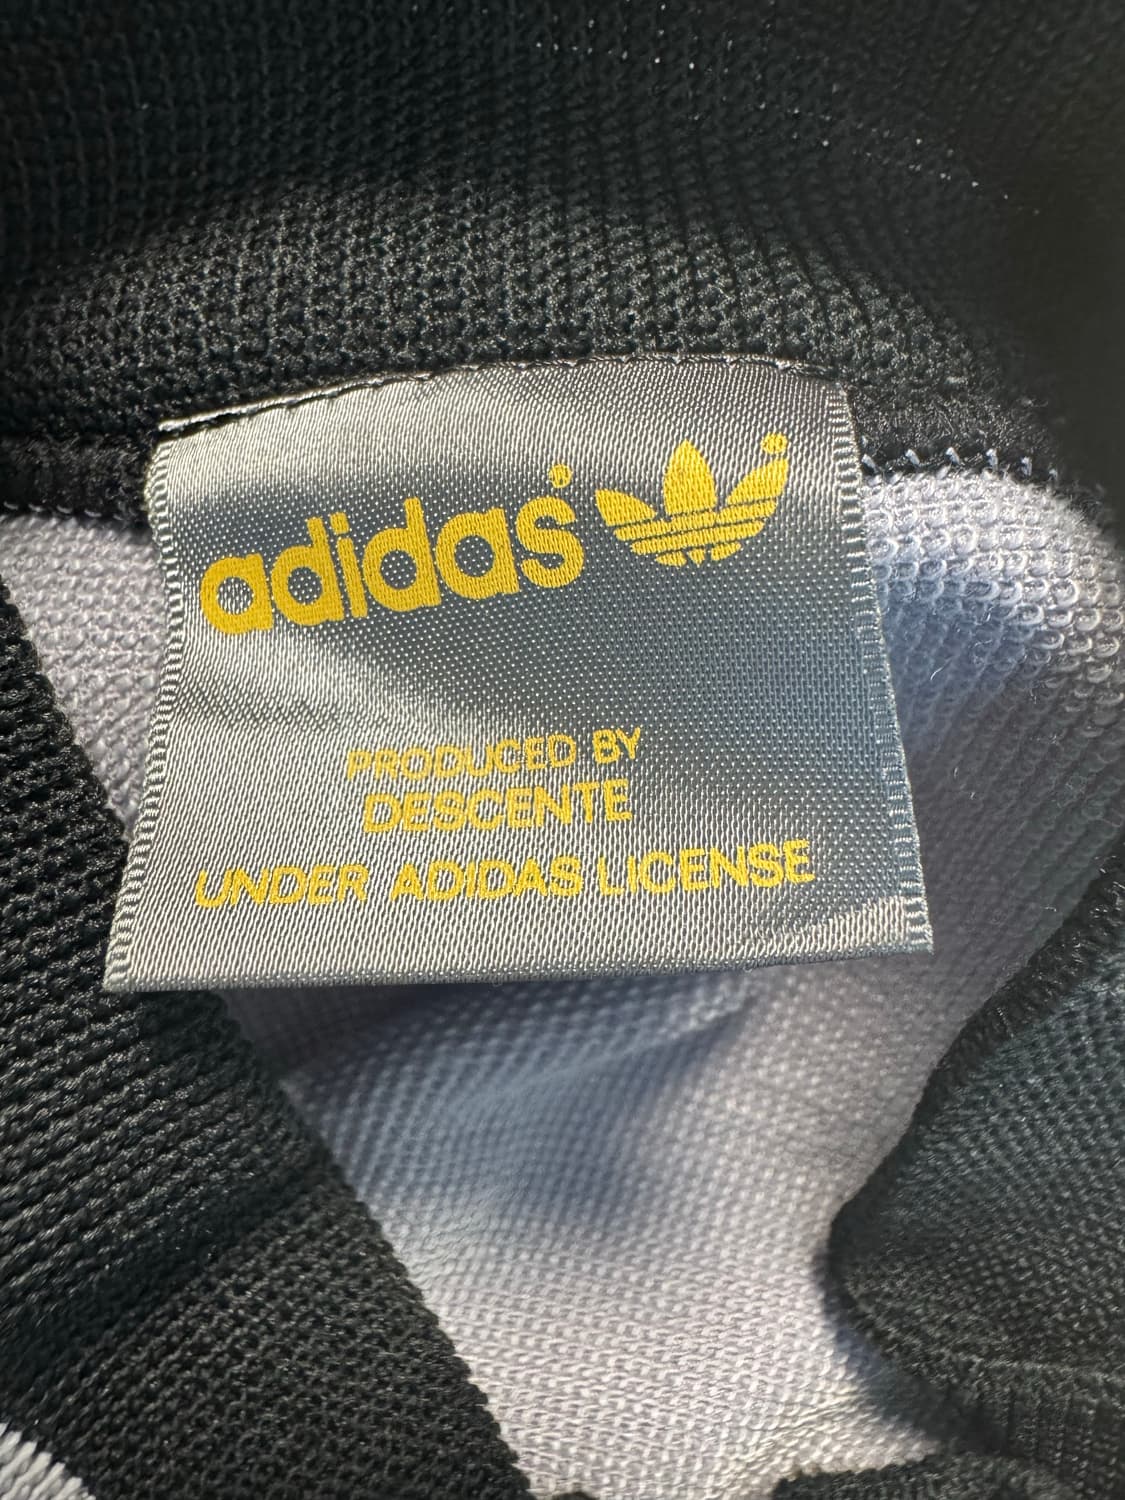 adidas
PRODUCED BY
DESCENTE
UNDER ADIDAS LICENSE